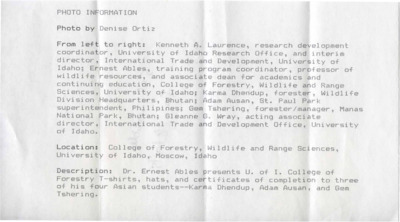 PHOTO INFORMATION
Photo by Denise Ortiz
From left to right: Kenneth A. Laurence, research development
coordinator, University of Idaho Research Office, and interim
director, International Trade and Development, University of
Idaho; Ernest Ables, training program coordinator, professor of
wildlife resources, and associate dean for academics and
continuing education, College of Forestry, Wildlife and Range
Sciences, University of Idaho; Karma Dhendup, forester, Wildlife
Division Headquarters, Bhutan; Adam Ausan, St. Paul Park
superintendent, Philipines; Gem Tshering, forester/manager, Manas
National Park, Bhutan; Gleanne D. Wray, acting associate
director, International Trade and Development Office, University
of Idaho.
Location: College of Forestry, Wildlife and Range Sciences,
University of Idaho, Moscow, Idaho
Description: Dr. Ernest Ables presents U. of I. College of
Forestry T-shirts, hats, and certificates of completion to three
of his four Asian students--Karma Dhendup, Adam Ausan, and Gem
Tshering.